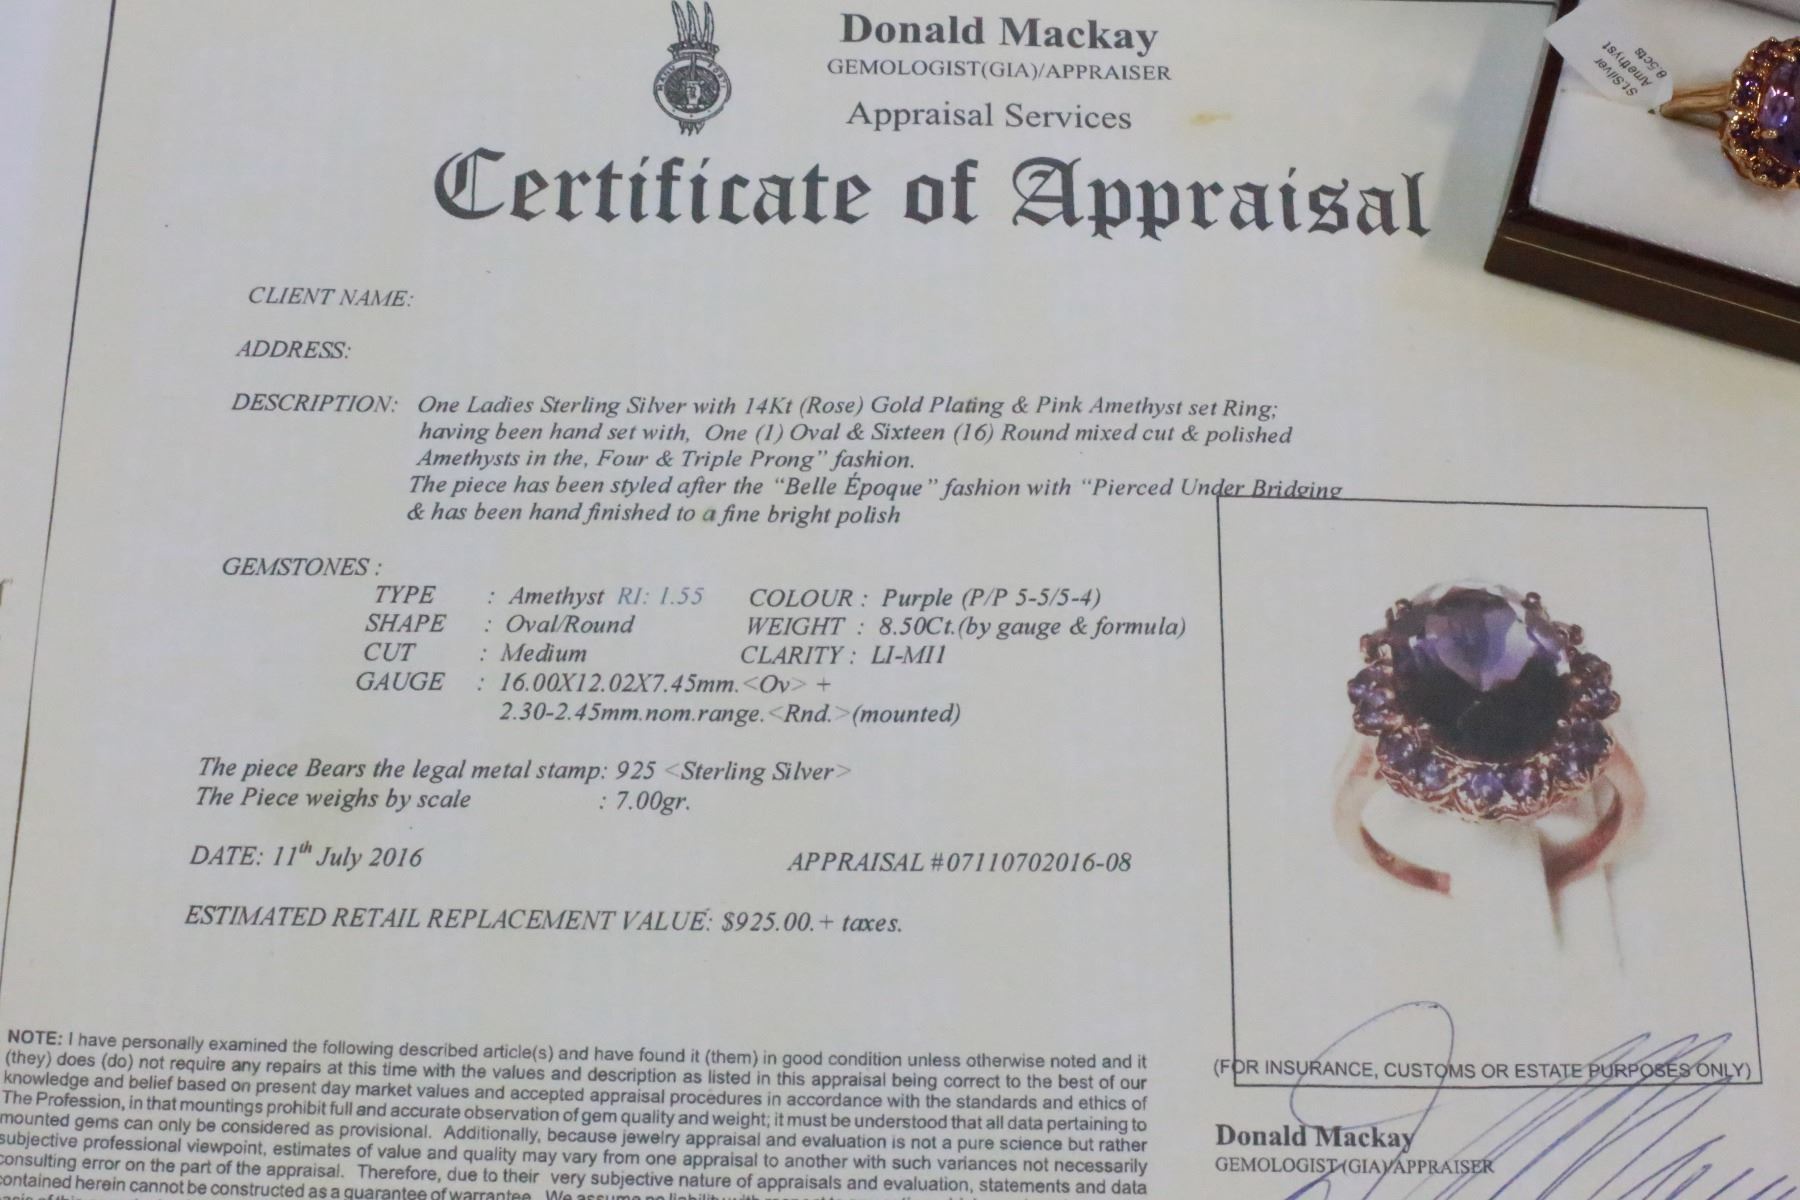 Donald Mackay
GEMOLOGIST(GIA)/APPRAISER
Appraisal Services
Certificate of Appraisal
St.Silver
Amethyst
8.5cts
CLIENT NAME:
ADDRESS:
DESCRIPTION: One Ladies Sterling Silver with 14Kt (Rose) Gold Plating & Pink Amethyst set Ring;
having been hand set with, One (1) Oval & Sixteen (16) Round mixed cut & polished
Amethysts in the, Four & Triple Prong” fashion.
The piece has been styled after the “Belle Époque” fashion with “Pierced Under Bridging
& has been hand finished to a fine bright polish
GEMSTONES :
TYPE : Amethyst RI: 1.55 COLOUR : Purple (P/P 5-5/5-4)
SHAPE : Oval/Round WEIGHT : 8.50Ct.(by gauge & formula)
CUT : Medium CLARITY : LI-MI1
GAUGE : 16.00X12.02X7.45mm.<Ov> +
2.30-2.45mm.nom.range.<Rnd.>(mounted)
The piece Bears the legal metal stamp: 925 <Sterling Silver>
The Piece weighs by scale : 7.00gr.
DATE: 11th July 2016 APPRAISAL #07110702016-08
ESTIMATED RETAIL REPLACEMENT VALUE: $925.00.+ taxes.
NOTE: I have personally examined the following described article(s) and have found it (them) in good condition unless otherwise noted and it
(they) does (do) not require any repairs at this time with the values and description as listed in this appraisal being correct to the best of our
knowledge and belief based on present day market values and accepted appraisal procedures in accordance with the standards and ethics of
The Profession, in that mountings prohibit full and accurate observation of gem quality and weight; it must be understood that all data pertaining to
mounted gems can only be considered as provisional. Additionally, because jewelry appraisal and evaluation is not a pure science but rather
subjective professional viewpoint, estimates of value and quality may vary from one appraisal to another with such variances not necessarily
consulting error on the part of the appraisal. Therefore, due to their very subjective nature of appraisals and evaluation, statements and data
contained herein cannot be constructed as a guarantee of warrantee. We assume no liability with
(FOR INSURANCE, CUSTOMS OR ESTATE PURPOSES ONLY)
Donald Mackay
GEMOLOGIST(GIA)/APPRAISER